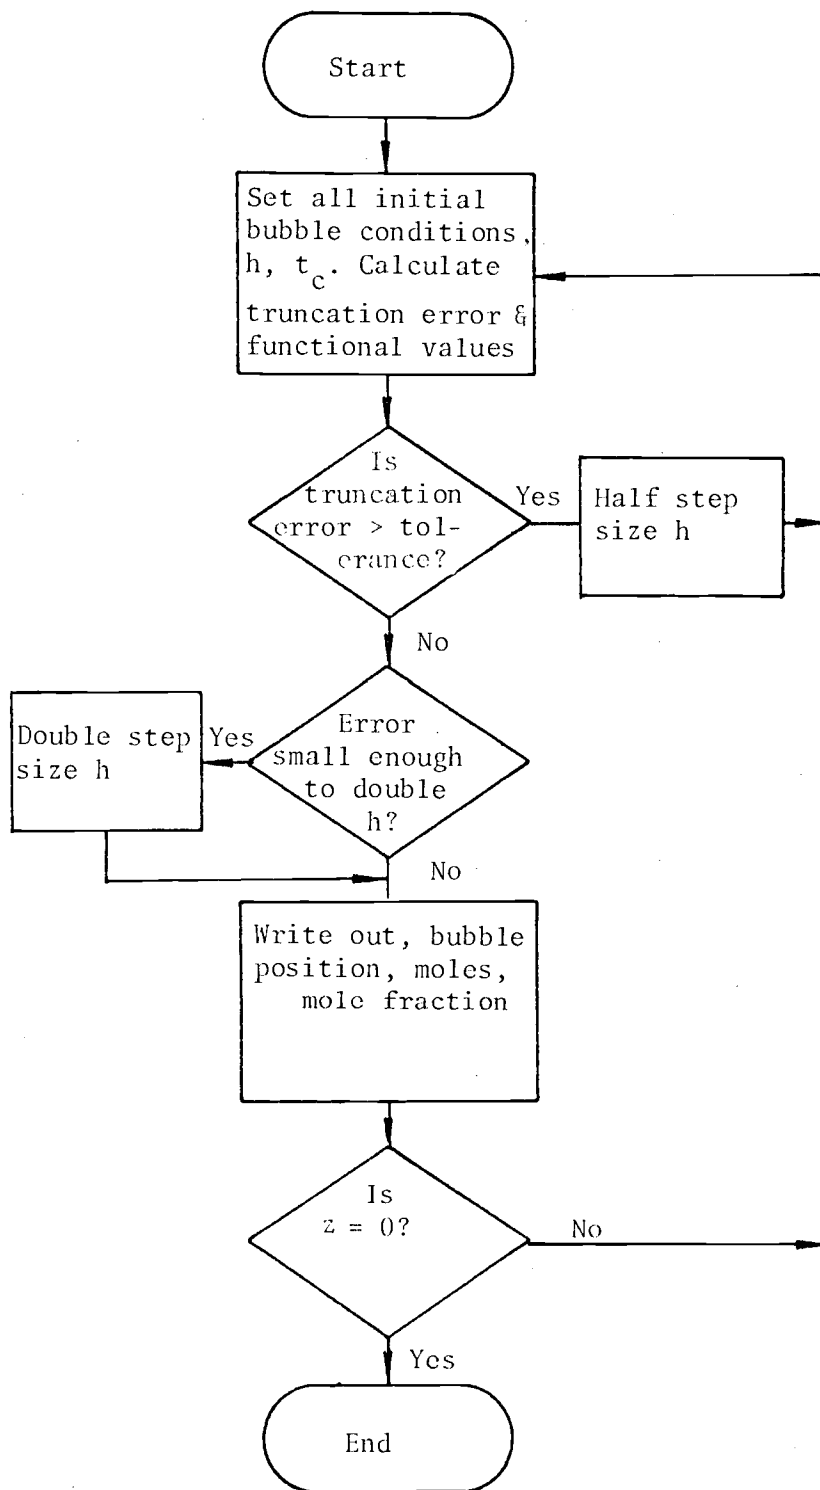 Start
Set all initial
bubble conditions,
h, t_c. Calculate
truncation error &
functional values
Is
truncation
error > tol-
erance?
Yes
Half step
size h
No
Double step
size h
Yes
Error
small enough
to double
h?
No
Write out, bubble
position, moles,
mole fraction
Is
z = 0?
No
Yes
End